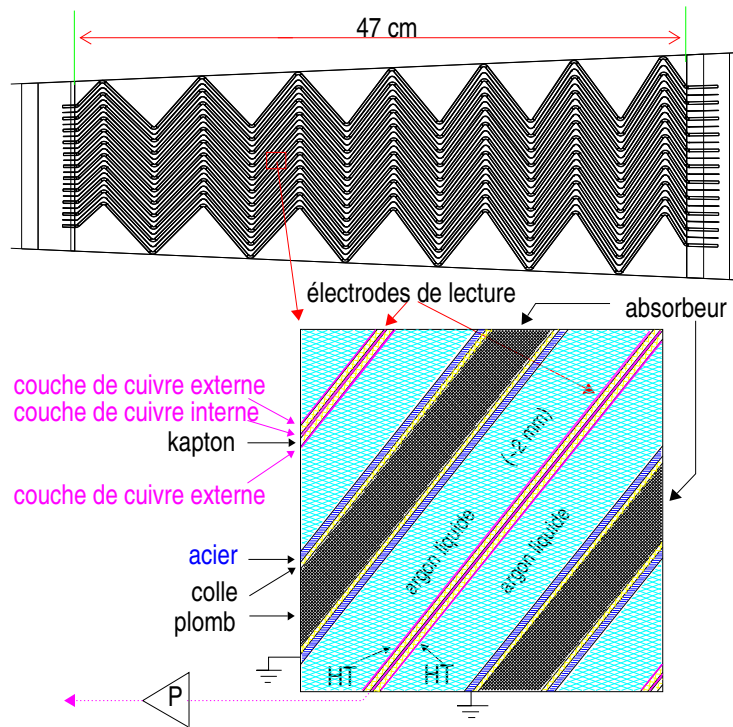 47 cm
électrodes de lecture
absorbeur
couche de cuivre externe
couche de cuivre interne
kapton
couche de cuivre externe
(~2 mm)
argon liquide
argon liquide
acier
colle
plomb
HT
HT
P